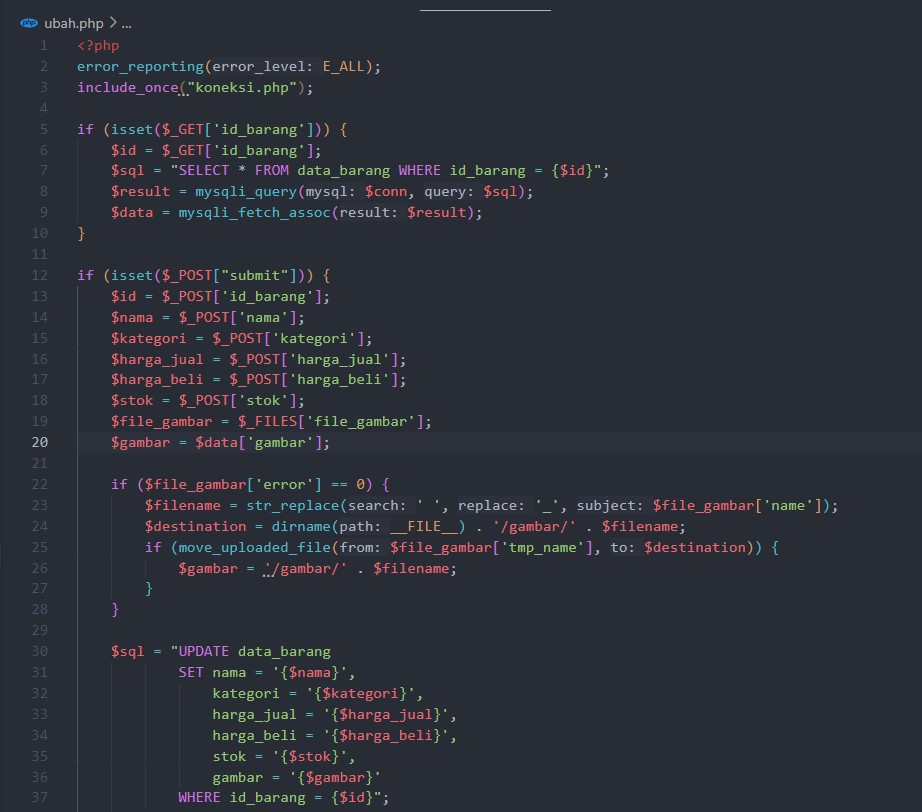 php ubah.php > ...
1 <?php
2 error_reporting(error_level: E_ALL);
3 include_once("koneksi.php");
4
5 if (isset($_GET['id_barang'])) {
6 $id = $_GET['id_barang'];
7 $sql = "SELECT * FROM data_barang WHERE id_barang = {$id}";
8 $result = mysqli_query(mysql: $conn, query: $sql);
9 $data = mysqli_fetch_assoc(result: $result);
10 }
11
12 if (isset($_POST["submit"])) {
13 $id = $_POST['id_barang'];
14 $nama = $_POST['nama'];
15 $kategori = $_POST['kategori'];
16 $harga_jual = $_POST['harga_jual'];
17 $harga_beli = $_POST['harga_beli'];
18 $stok = $_POST['stok'];
19 $file_gambar = $_FILES['file_gambar'];
20 $gambar = $data['gambar'];
21
22 if ($file_gambar['error'] == 0) {
23 $filename = str_replace(search: ' ', replace: '_', subject: $file_gambar['name']);
24 $destination = dirname(path: __FILE__) . '/gambar/' . $filename;
25 if (move_uploaded_file(from: $file_gambar['tmp_name'], to: $destination)) {
26 $gambar = '/gambar/' . $filename;
27 }
28 }
29
30 $sql = "UPDATE data_barang
31 SET nama = '{$nama}',
32 kategori = '{$kategori}',
33 harga_jual = '{$harga_jual}',
34 harga_beli = '{$harga_beli}',
35 stok = '{$stok}',
36 gambar = '{$gambar}'
37 WHERE id_barang = {$id}";